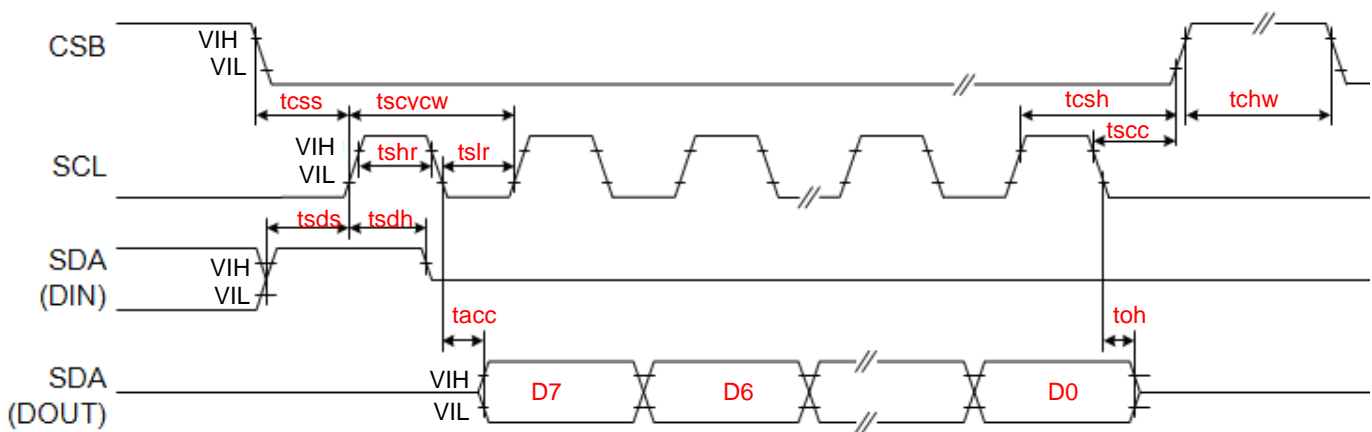 CSB
VIH
VIL
tcss
tscvcw
tcsh
tchw
tscc
SCL
VIH
VIL
tshr
tslr
tsds
tsdh
SDA
(DIN)
VIH
VIL
tacc
toh
SDA
(DOUT)
VIH
VIL
D7
D6
D0